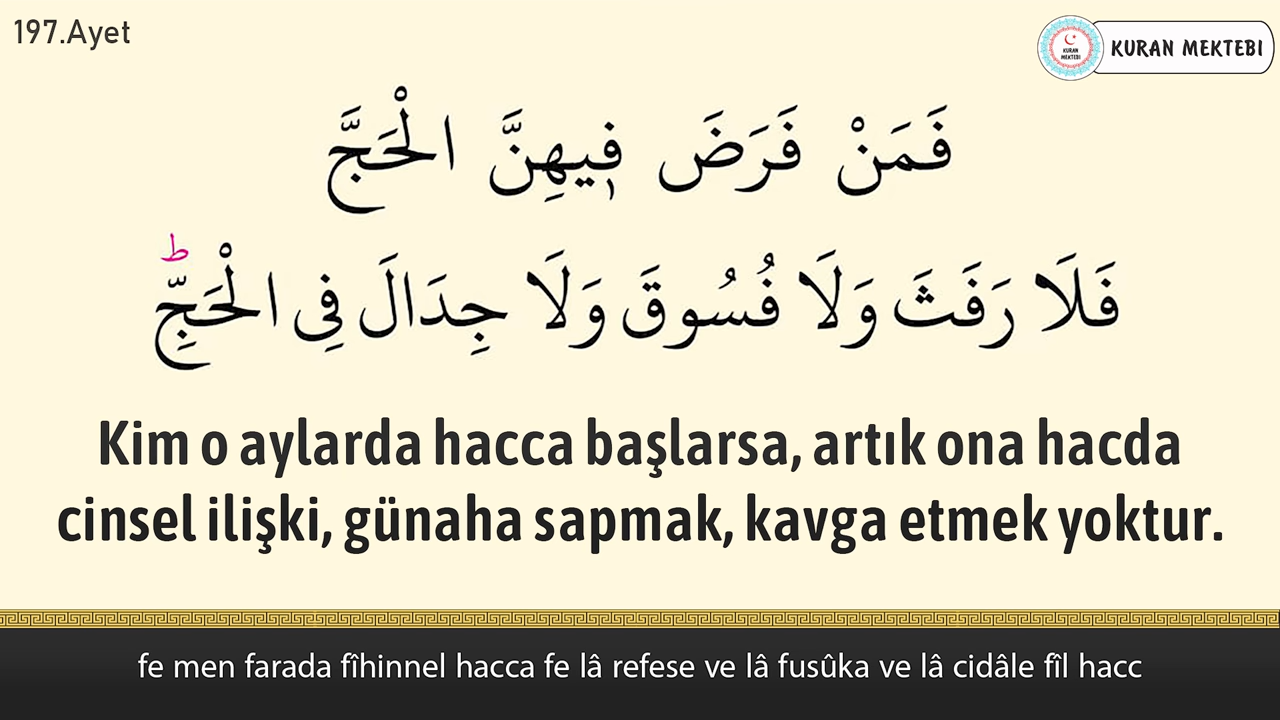 197.Ayet
KURAN MEKTEBI
KURAN
MEKTEBI
فَمَنْ فَرَضَ فٖيهِنَّ الْحَجَّ
فَلَا رَفَثَ وَلَا فُسُوقَ وَلَا جِدَالَ فِى الْحَجِّۜ
Kim o aylarda hacca başlarsa, artık ona hacda
cinsel ilişki, günaha sapmak, kavga etmek yoktur.
fe men farada fîhinnel hacca fe lâ refese ve lâ fusûka ve lâ cidâle fîl hacc